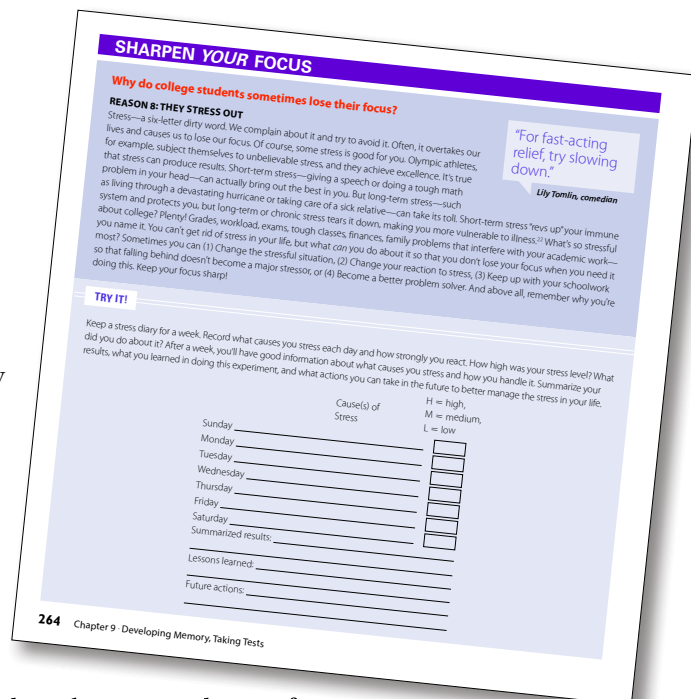 SHARPEN YOUR FOCUS
Why do college students sometimes lose their focus?
REASON 8: THEY STRESS OUT
Stress—a six-letter dirty word. We complain about it and try to avoid it. Often, it overtakes our
lives and causes us to lose our focus. Of course, some stress is good for you. Olympic athletes,
for example, subject themselves to unbelievable stress, and they achieve excellence. It's true
that stress can produce results. Short-term stress—giving a speech or doing a tough math
problem in your head—can actually bring out the best in you. But long-term stress—such
as living through a devastating hurricane or taking care of a sick relative—can take its toll. Short-term stress "revs up" your immune
system and protects you, but long-term or chronic stress tears it down, making you more vulnerable to illness.22 What's so stressful
about college? Plenty! Grades, workload, exams, tough classes, finances, family problems that interfere with your academic work—
you name it. You can't get rid of stress in your life, but what can you do about it so that you don't lose your focus when you need it
most? Sometimes you can (1) Change the stressful situation, (2) Change your reaction to stress, (3) Keep up with your schoolwork
so that falling behind doesn't become a major stressor, or (4) Become a better problem solver. And above all, remember why you're
doing this. Keep your focus sharp!
"For fast-acting
relief, try slowing
down."
Lily Tomlin, comedian
TRY IT!
Keep a stress diary for a week. Record what causes you stress each day and how strongly you react. How high was your stress level? What
did you do about it? After a week, you'll have good information about what causes you stress and how you handle it. Summarize your
results, what you learned in doing this experiment, and what actions you can take in the future to better manage the stress in your life.
Cause(s) of
Stress
H = high,
M = medium,
L = low
Sunday
Monday
Tuesday
Wednesday
Thursday
Friday
Saturday
Summarized results:
Lessons learned:
Future actions:
264 Chapter 9 · Developing Memory, Taking Tests